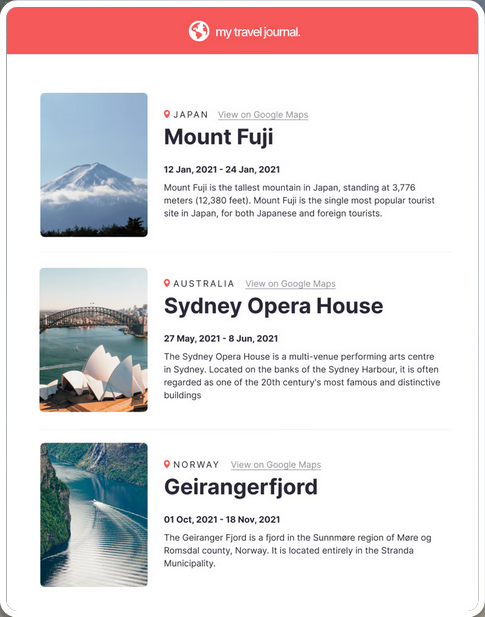 my travel journal.
JAPAN View on Google Maps
Mount Fuji
12 Jan, 2021 - 24 Jan, 2021
Mount Fuji is the tallest mountain in Japan, standing at 3,776
meters (12,380 feet). Mount Fuji is the single most popular tourist
site in Japan, for both Japanese and foreign tourists.
AUSTRALIA View on Google Maps
Sydney Opera House
27 May, 2021 - 8 Jun, 2021
The Sydney Opera House is a multi-venue performing arts centre
in Sydney. Located on the banks of the Sydney Harbour, it is often
regarded as one of the 20th century's most famous and distinctive
buildings
NORWAY View on Google Maps
Geirangerfjord
01 Oct, 2021 - 18 Nov, 2021
The Geiranger Fjord is a fjord in the Sunnmøre region of Møre og
Romsdal county, Norway. It is located entirely in the Stranda
Municipality.